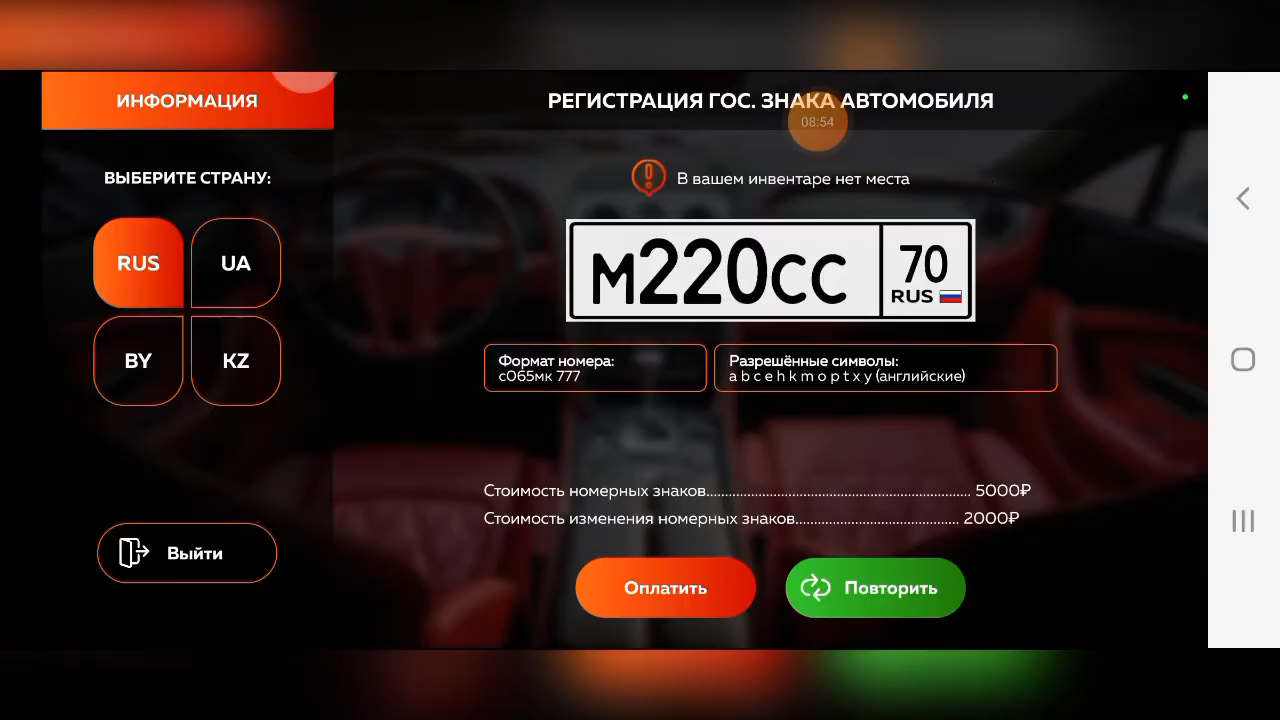 ИНФОРМАЦИЯ
РЕГИСТРАЦИЯ ГОС. ЗНАКА АВТОМОБИЛЯ
08:54
ВЫБЕРИТЕ СТРАНУ:
В вашем инвентаре нет места
RUS
UA
BY
KZ
М220СС 70
RUS
Формат номера:
с065мк 777
Разрешённые символы:
a b c e h k m o p t x y (английские)
Стоимость номерных знаков........................................................................ 5000₽
Стоимость изменения номерных знаков............................................. 2000₽
Выйти
Оплатить
Повторить